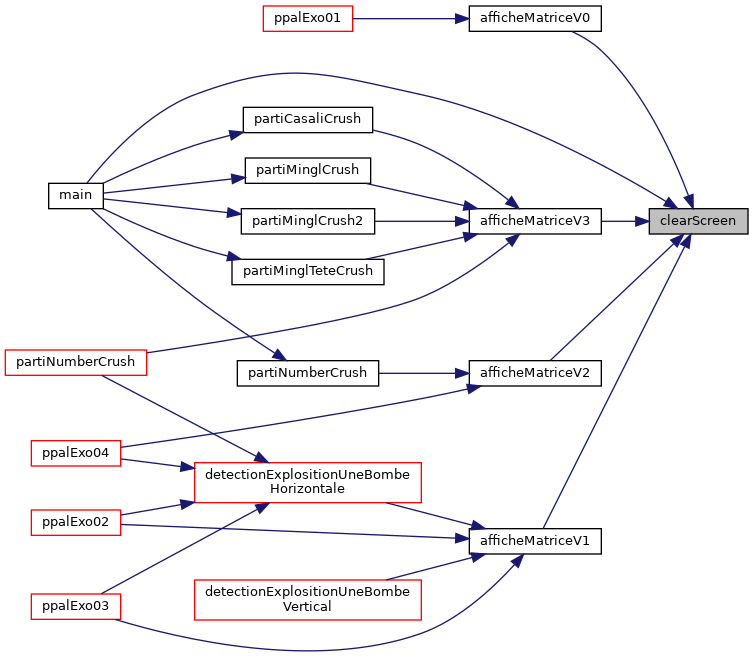 ppalExo01
afficheMatriceV0
partiCasaliCrush
partiMinglCrush
main
partiMinglCrush2
afficheMatriceV3
clearScreen
partiMinglTeteCrush
partiNumberCrush
partiNumberCrush
afficheMatriceV2
ppalExo04
detectionExplositionUneBombe
Horizontale
ppalExo02
afficheMatriceV1
detectionExplositionUneBombe
Vertical
ppalExo03